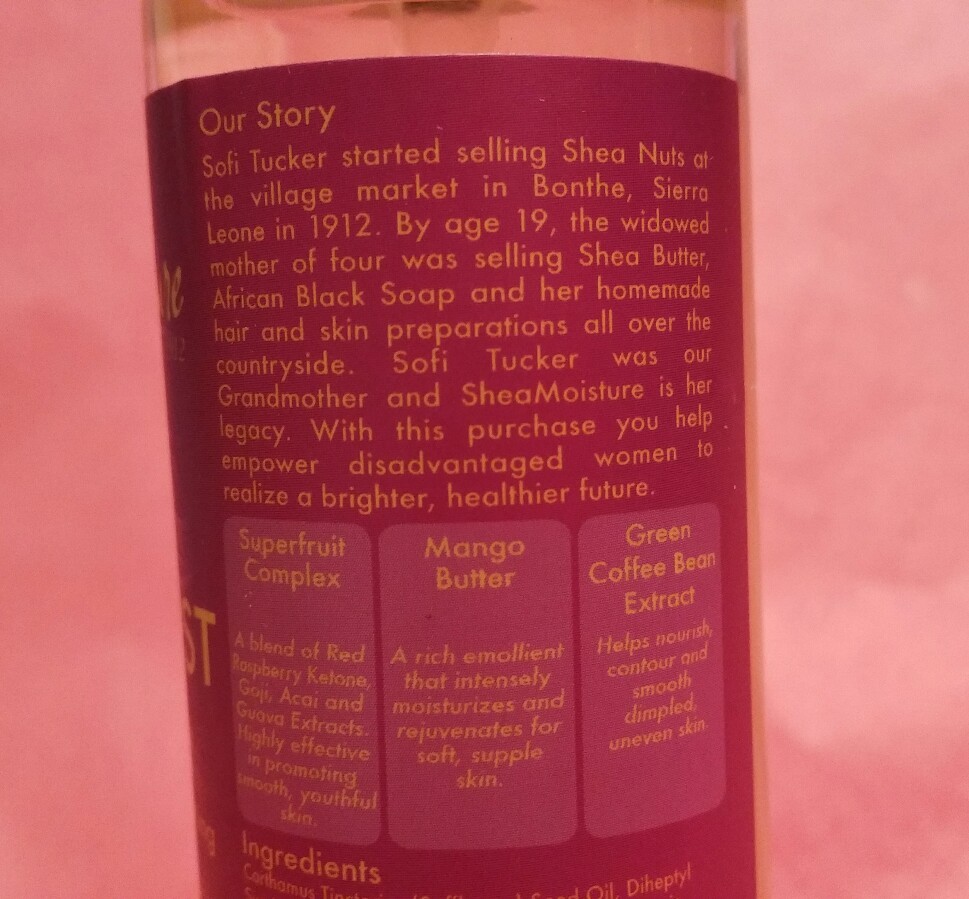 Our Story
Sofi Tucker started selling Shea Nuts at
the village market in Bonthe, Sierra
Leone in 1912. By age 19, the widowed
mother of four was selling Shea Butter,
African Black Soap and her homemade
hair and skin preparations all over the
countryside. Sofi Tucker was our
Grandmother and SheaMoisture is her
legacy. With this purchase you help
empower disadvantaged women to
realize a brighter, healthier future.
Superfruit
Complex
A blend of Red
Raspberry Ketone,
Goji, Acai and
Guava Extracts.
Highly effective
in promoting
smooth, youthful
skin.
Mango
Butter
A rich emollient
that intensely
moisturizes and
rejuvenates for
soft, supple
skin.
Green
Coffee Bean
Extract
Helps nourish,
contour and
smooth
dimpled,
uneven skin.
Ingredients
Carthamus Seed Oil, Diheptyl